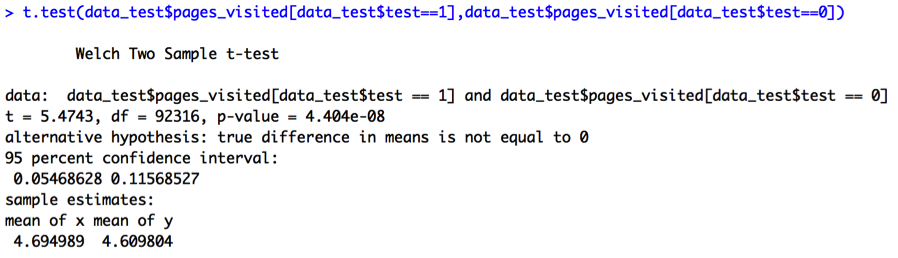 > t.test(data_test$pages_visited[data_test$test==1],data_test$pages_visited[data_test$test==0])
Welch Two Sample t-test
data:  data_test$pages_visited[data_test$test == 1] and data_test$pages_visited[data_test$test == 0]
t = 5.4743, df = 92316, p-value = 4.404e-08
alternative hypothesis: true difference in means is not equal to 0
95 percent confidence interval:
 0.05468628 0.11568527
sample estimates:
mean of x mean of y
 4.694989  4.609804